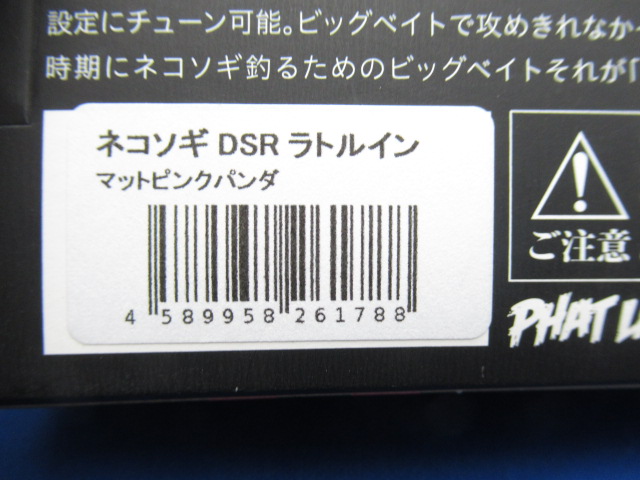 設定にチューン可能。ビッグベイトで攻めきれなか
時期にネコソギ釣るためのビッグベイトそれが「
ネコソギ DSR ラトルイン
マットピンクパンダ
4 589958 261788
ご注意
PHAT